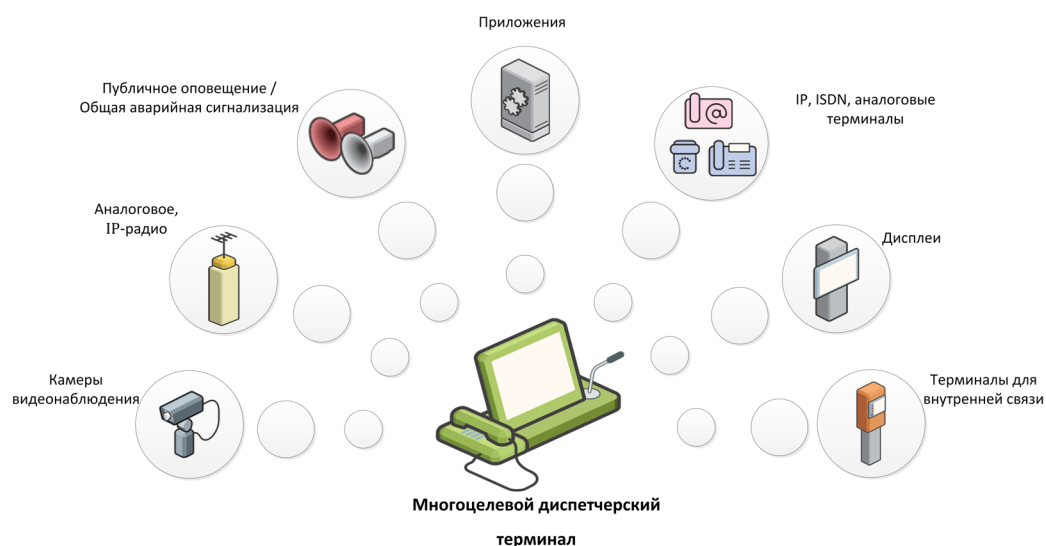 Приложения
Публичное оповещение /
Общая аварийная сигнализация
IP, ISDN, аналоговые
терминалы
@
C
Аналоговое,
IP-радио
Дисплеи
Камеры
видеонаблюдения
Терминалы для
внутренней связи
Многоцелевой диспетчерский
терминал